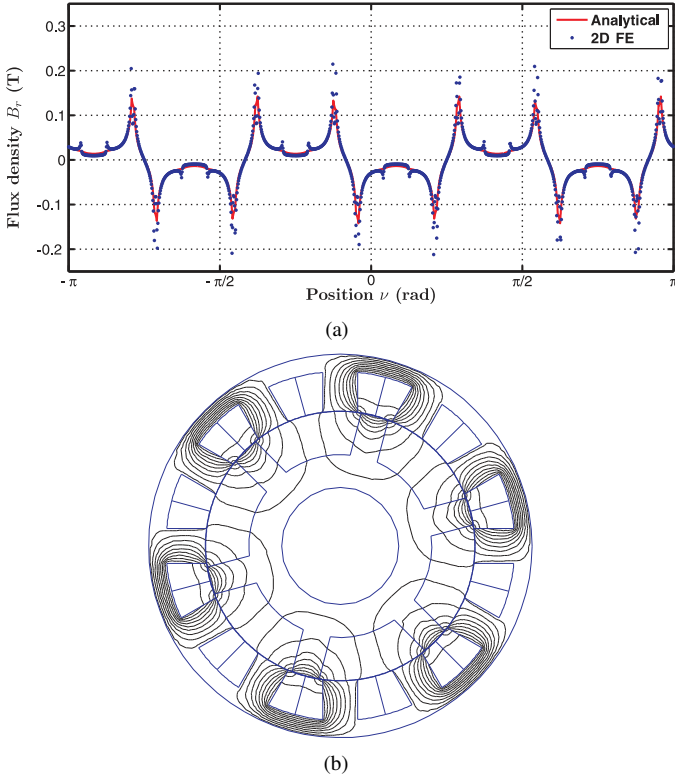 Flux density B_r (T)
0.3
0.2
0.1
0
-0.1
-0.2
Analytical
2D FE
- π
-π/2
0
π/2
π
Position ν (rad)
(a)
(b)